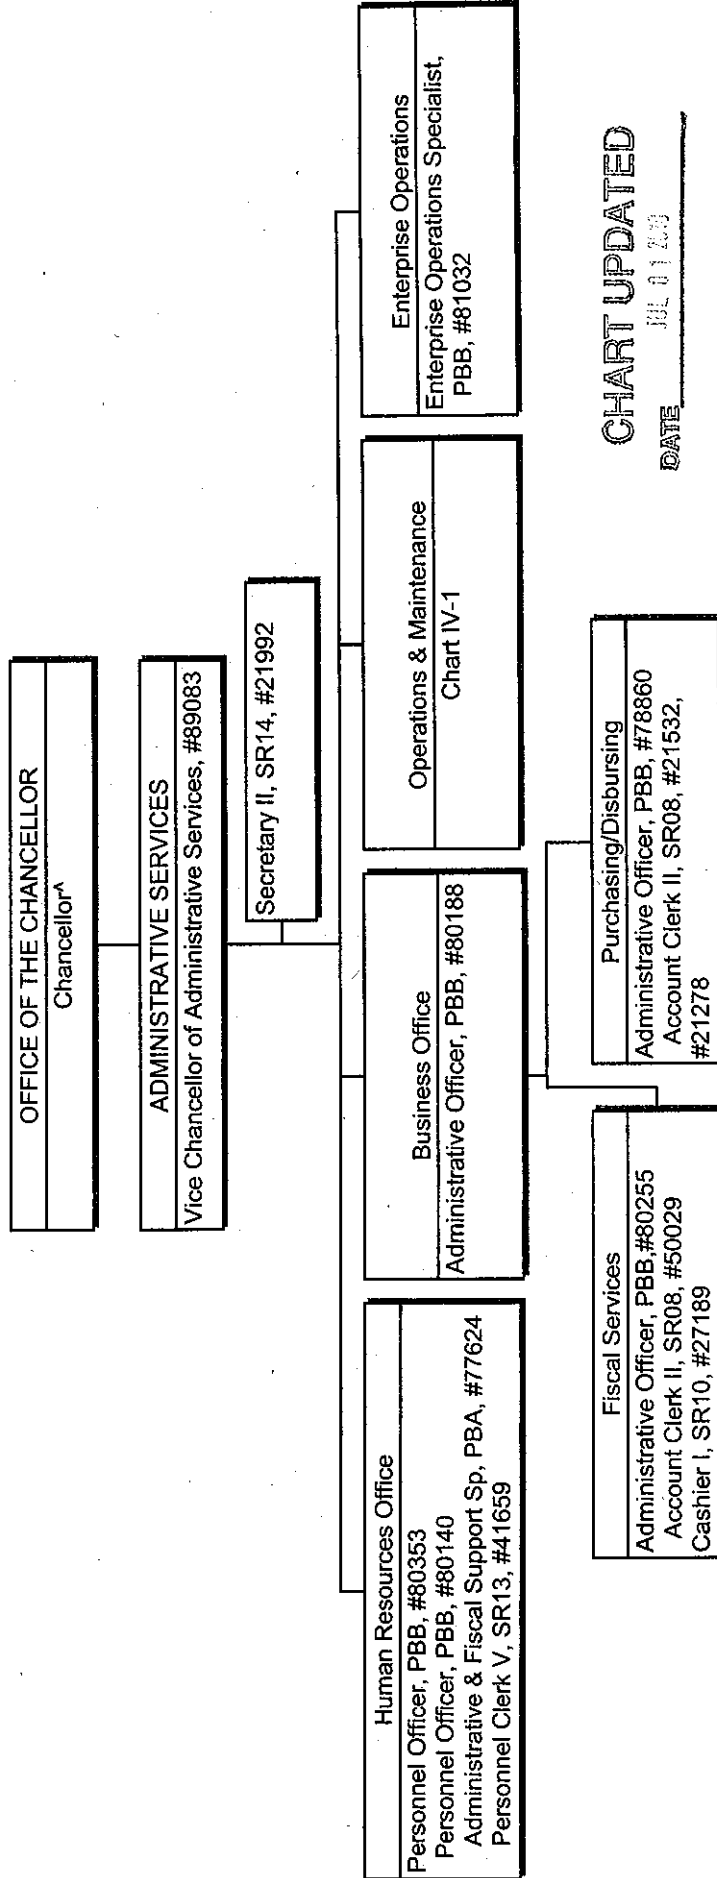 OFFICE OF THE CHANCELLOR
Chancellor^
ADMINISTRATIVE SERVICES
Vice Chancellor of Administrative Services, #89083
Secretary II, SR14, #21992
Human Resources Office
Personnel Officer, PBB, #80353
Personnel Officer, PBB, #80140
Administrative & Fiscal Support Sp, PBA, #77624
Personnel Clerk V, SR13, #41659
Business Office
Administrative Officer, PBB, #80188
Operations & Maintenance
Chart IV-1
Enterprise Operations
Enterprise Operations Specialist,
PBB, #81032
Fiscal Services
Administrative Officer, PBB,#80255
Account Clerk II, SR08, #50029
Cashier I, SR10, #27189
Purchasing/Disbursing
Administrative Officer, PBB, #78860
Account Clerk II, SR08, #21532,
#21278
CHART UPDATED
DATE JUL 01